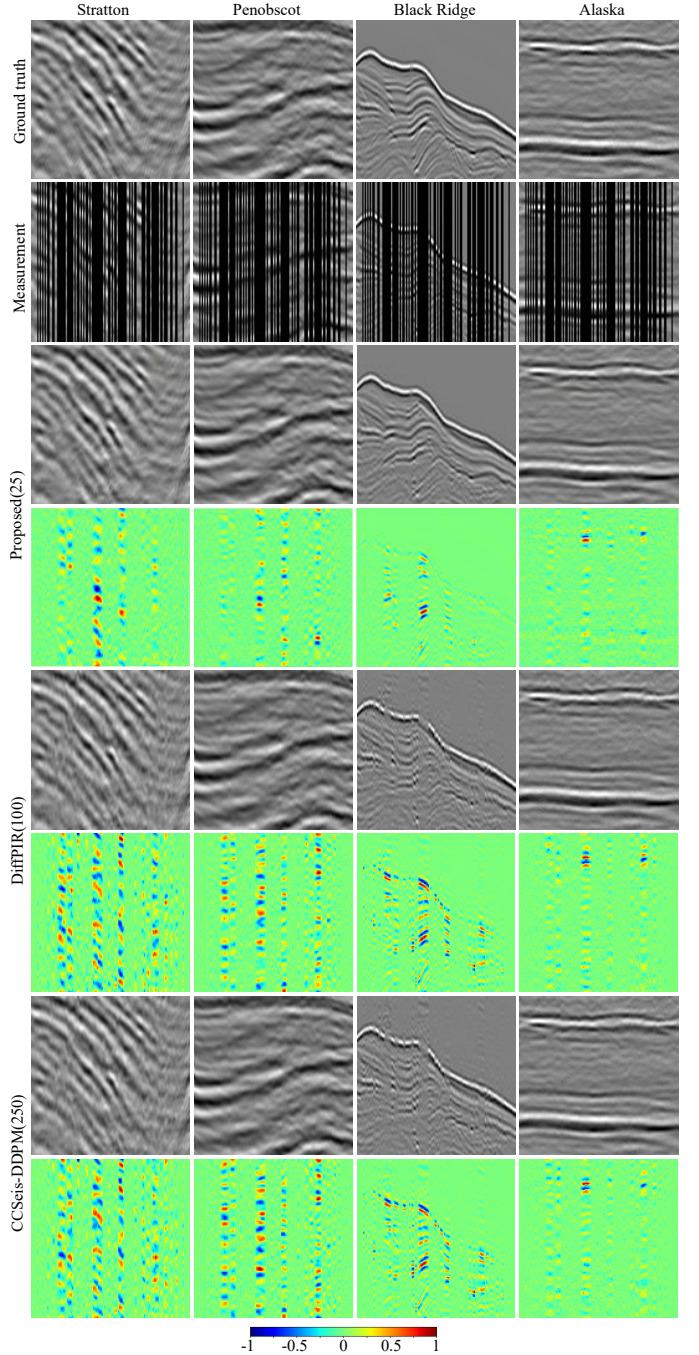 Stratton Penobscot Black Ridge Alaska
Ground truth
Measurement
Proposed(25)
DiffPIR(100)
CCSeis-DDPM(250)
-1 -0.5 0 0.5 1